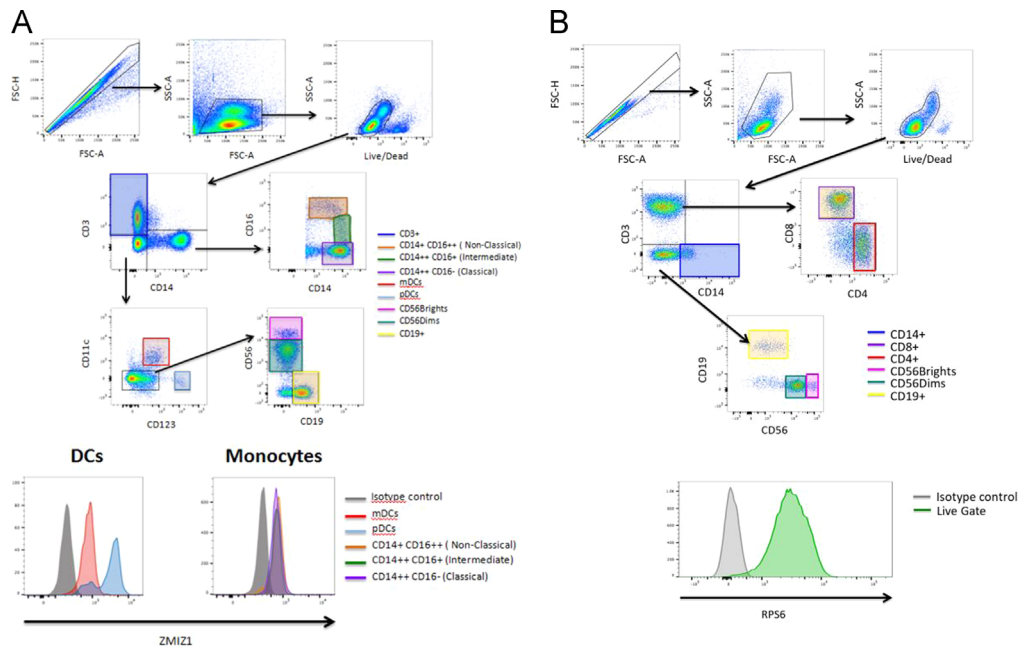 A
B
FSC-H
FSC-A
SSC-A
FSC-A
SSC-A
Live/Dead
CD3
CD14
CD16
CD14
CD3+
CD14+ CD16++ ( Non-Classical)
CD14++ CD16+ (Intermediate)
CD14++ CD16- (Classical)
mDCs
pDCs
CD56Brights
CD56Dims
CD19+
CD11c
CD123
CD56
CD19
DCs
Monocytes
Isotype control
mDCs
pDCs
CD14+ CD16++ ( Non-Classical)
CD14++ CD16+ (Intermediate)
CD14++ CD16- (Classical)
ZMIZ1
FSC-H
FSC-A
SSC-A
FSC-A
SSC-A
Live/Dead
CD3
CD14
CD8
CD4
CD19
CD56
CD14+
CD8+
CD4+
CD56Brights
CD56Dims
CD19+
Isotype control
Live Gate
RPS6